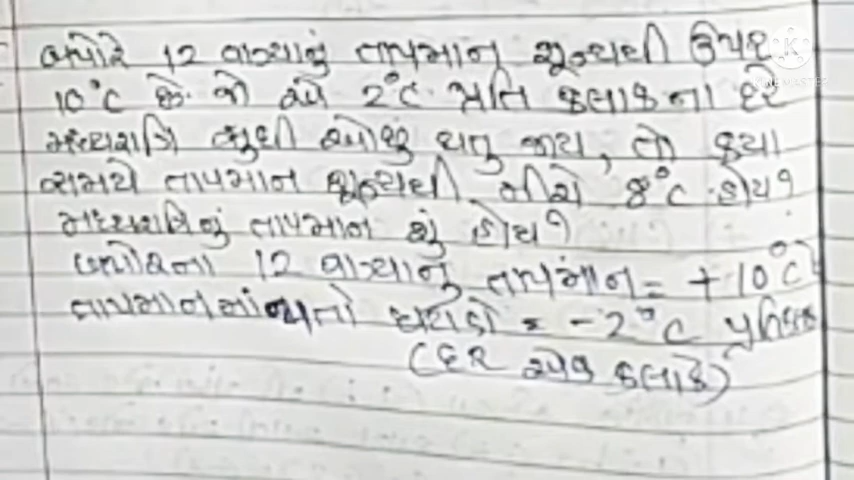 બપોરે 12 વાગ્યાનું તાપમાન શૂન્યથી ઉપર
10°C છે. જો એ 2°C પ્રતિ કલાકના દરે
મધ્યરાત્રિ સુધી ઓછું થતુ જાય, તો કયા
સમયે તાપમાન શૂન્યથી નીચે 8°C હોય?
મધ્યરાત્રિનું તાપમાન શું હોય?
બપોરના 12 વાગ્યાનુ તાપમાન = + 10°C
તાપમાનમાં થતો ઘટાડો = - 2°C
(દર એક કલાકે)
KINEMASTER